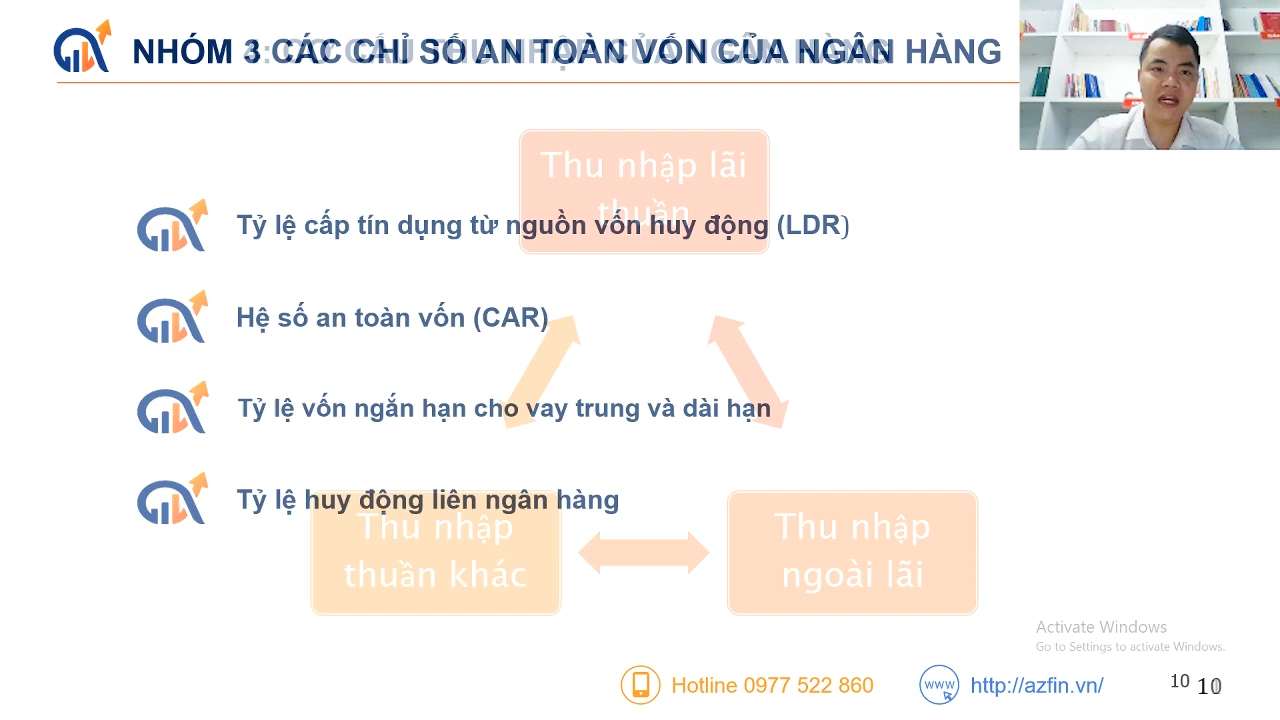 NHÓM 3 CÁC CHỈ SỐ AN TOÀN VỐN CỦA NGÂN HÀNG
Thu nhập lãi
thuần
Tỷ lệ cấp tín dụng từ nguồn vốn huy động (LDR)
Hệ số an toàn vốn (CAR)
Tỷ lệ vốn ngắn hạn cho vay trung và dài hạn
Tỷ lệ huy động liên ngân hàng
Thu nhập
thuần khác
Thu nhập
ngoài lãi
Activate Windows
Go to Settings to activate Windows.
Hotline 0977 522 860
www
http://azfin.vn/
10
10